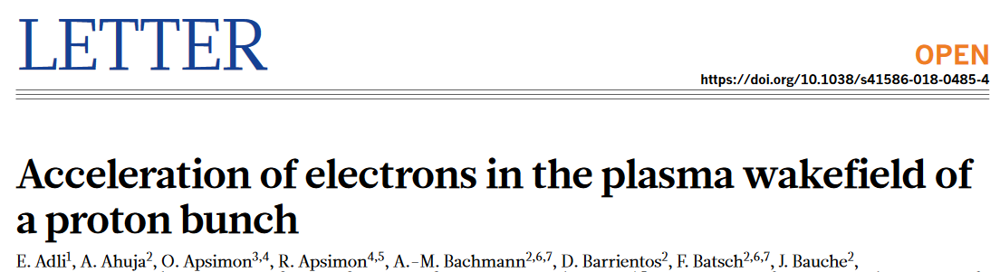 LETTER
OPEN
https://doi.org/10.1038/s41586-018-0485-4
Acceleration of electrons in the plasma wakefield of
a proton bunch
E. Adli¹, A. Ahuja², O. Apsimon³,⁴, R. Apsimon⁴,⁵, A.-M. Bachmann²,⁶,⁷, D. Barrientos², F. Batsch²,⁶,⁷, J. Bauche²,